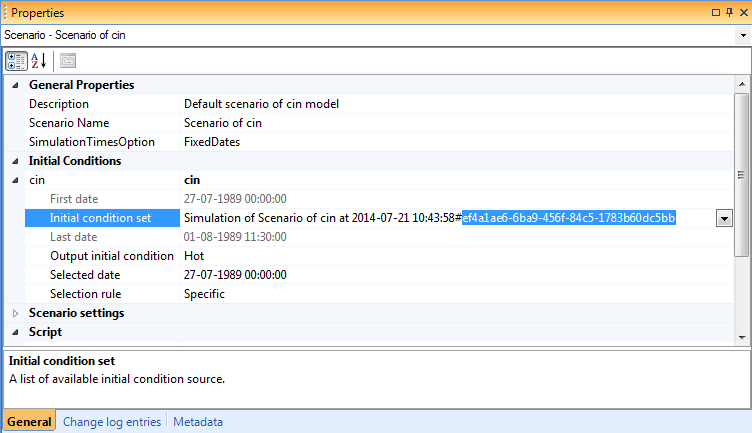 Properties
Scenario - Scenario of cin
General Properties
Description Default scenario of cin model
Scenario Name Scenario of cin
SimulationTimesOption FixedDates
Initial Conditions
cin cin
First date 27-07-1989 00:00:00
Initial condition set Simulation of Scenario of cin at 2014-07-21 10:43:58#ef4a1ae6-6ba9-456f-84c5-1783b60dc5bb
Last date 01-08-1989 11:30:00
Output initial condition Hot
Selected date 27-07-1989 00:00:00
Selection rule Specific
Scenario settings
Script
Initial condition set
A list of available initial condition source.
General Change log entries Metadata